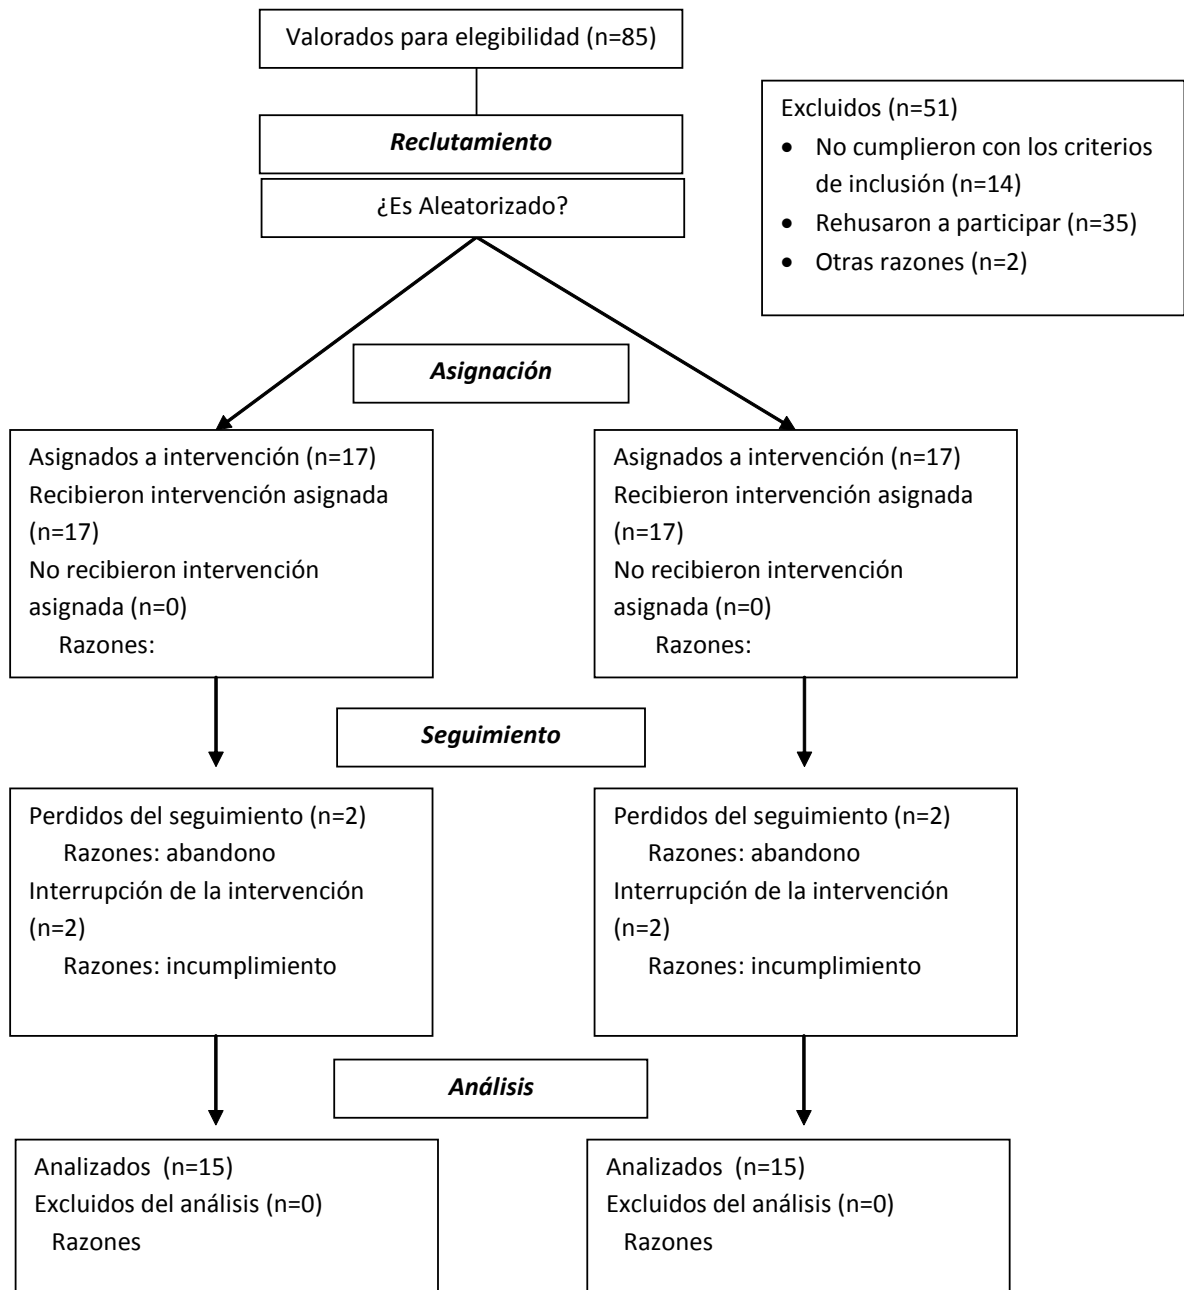 Valorados para elegibilidad (n=85)
Reclutamiento
¿Es Aleatorizado?
Excluidos (n=51)
• No cumplieron con los criterios
de inclusión (n=14)
• Rehusaron a participar (n=35)
• Otras razones (n=2)
Asignación
Asignados a intervención (n=17)
Recibieron intervención asignada
(n=17)
No recibieron intervención
asignada (n=0)
Razones:
Asignados a intervención (n=17)
Recibieron intervención asignada
(n=17)
No recibieron intervención
asignada (n=0)
Razones:
Seguimiento
Perdidos del seguimiento (n=2)
Razones: abandono
Interrupción de la intervención
(n=2)
Razones: incumplimiento
Perdidos del seguimiento (n=2)
Razones: abandono
Interrupción de la intervención
(n=2)
Razones: incumplimiento
Análisis
Analizados  (n=15)
Excluidos del análisis (n=0)
Razones
Analizados  (n=15)
Excluidos del análisis (n=0)
Razones